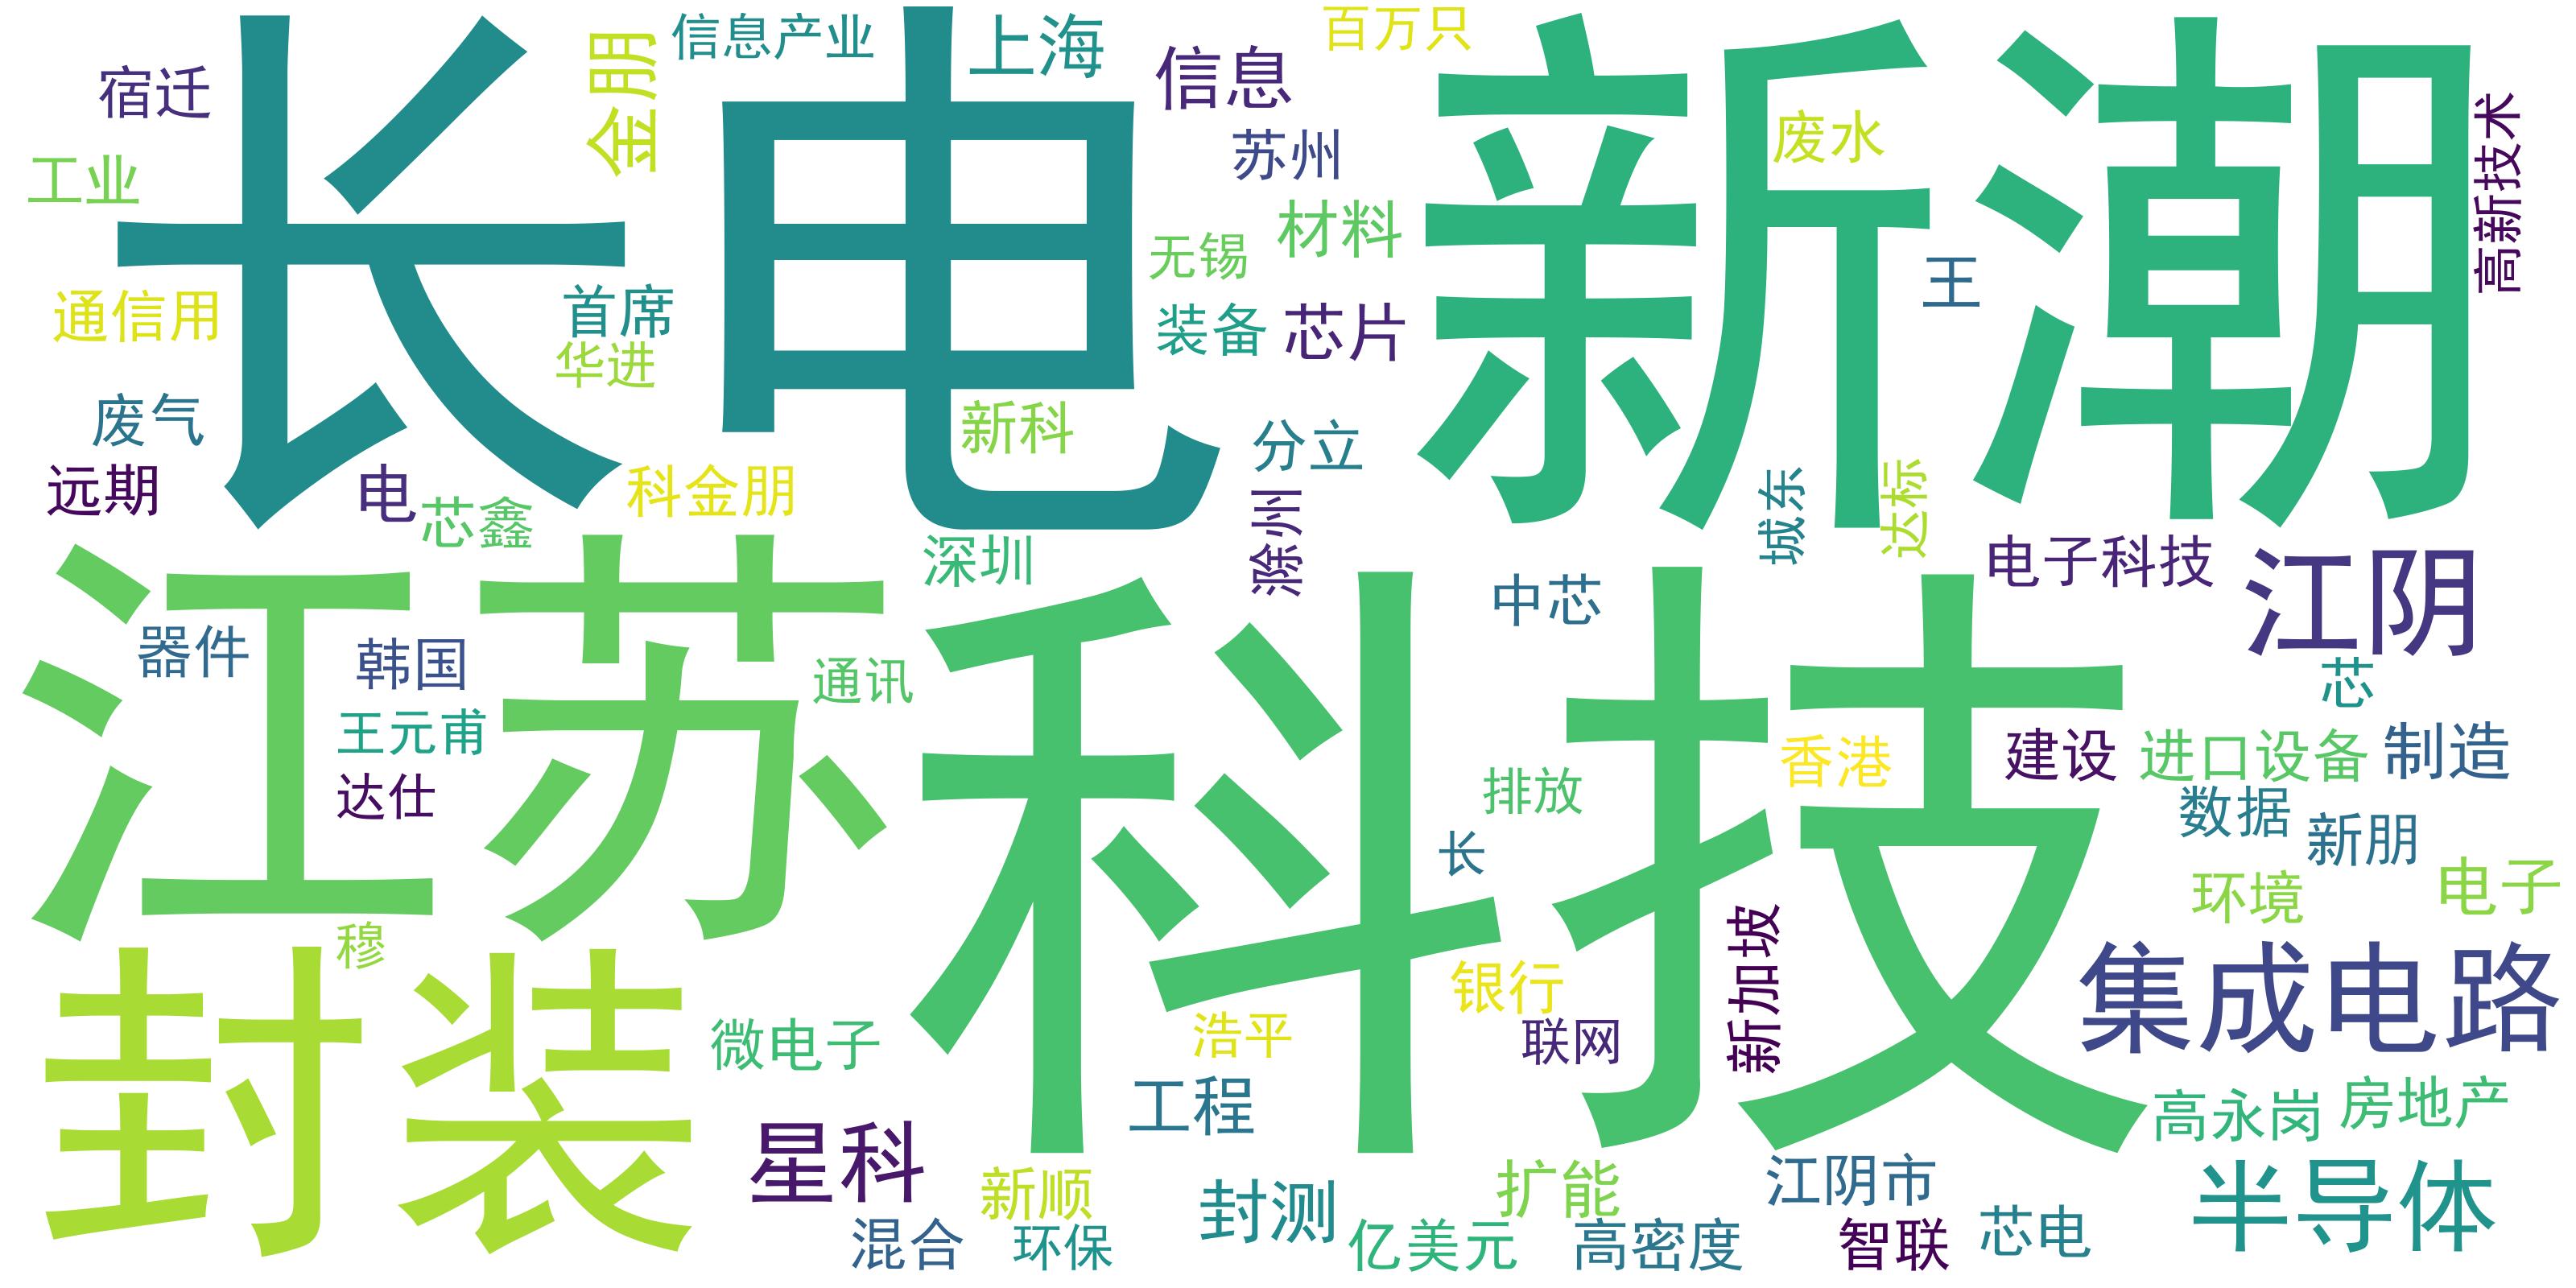 长电
新潮
江苏
科技
封装
信息产业
上海
百万只
金朋
宿迁
信息
工业
苏州
废水
高新技术
材料
无锡
通信用
首席
装备
芯片
王
华进
废气
新科
分立
远期
电
芯鑫
科金朋
滁州
城东
达标
深圳
中芯
电子科技
江阴
器件
韩国
通讯
芯
王元甫
达仕
排放
香港
建设
进口设备
制造
数据
新朋
长
环境
电子
穆
新加坡
集成电路
银行
微电子
浩平
联网
工程
高永岗
房地产
星科
新顺
封测
扩能
江阴市
半导体
混合
环保
亿美元
高密度
智联
芯电